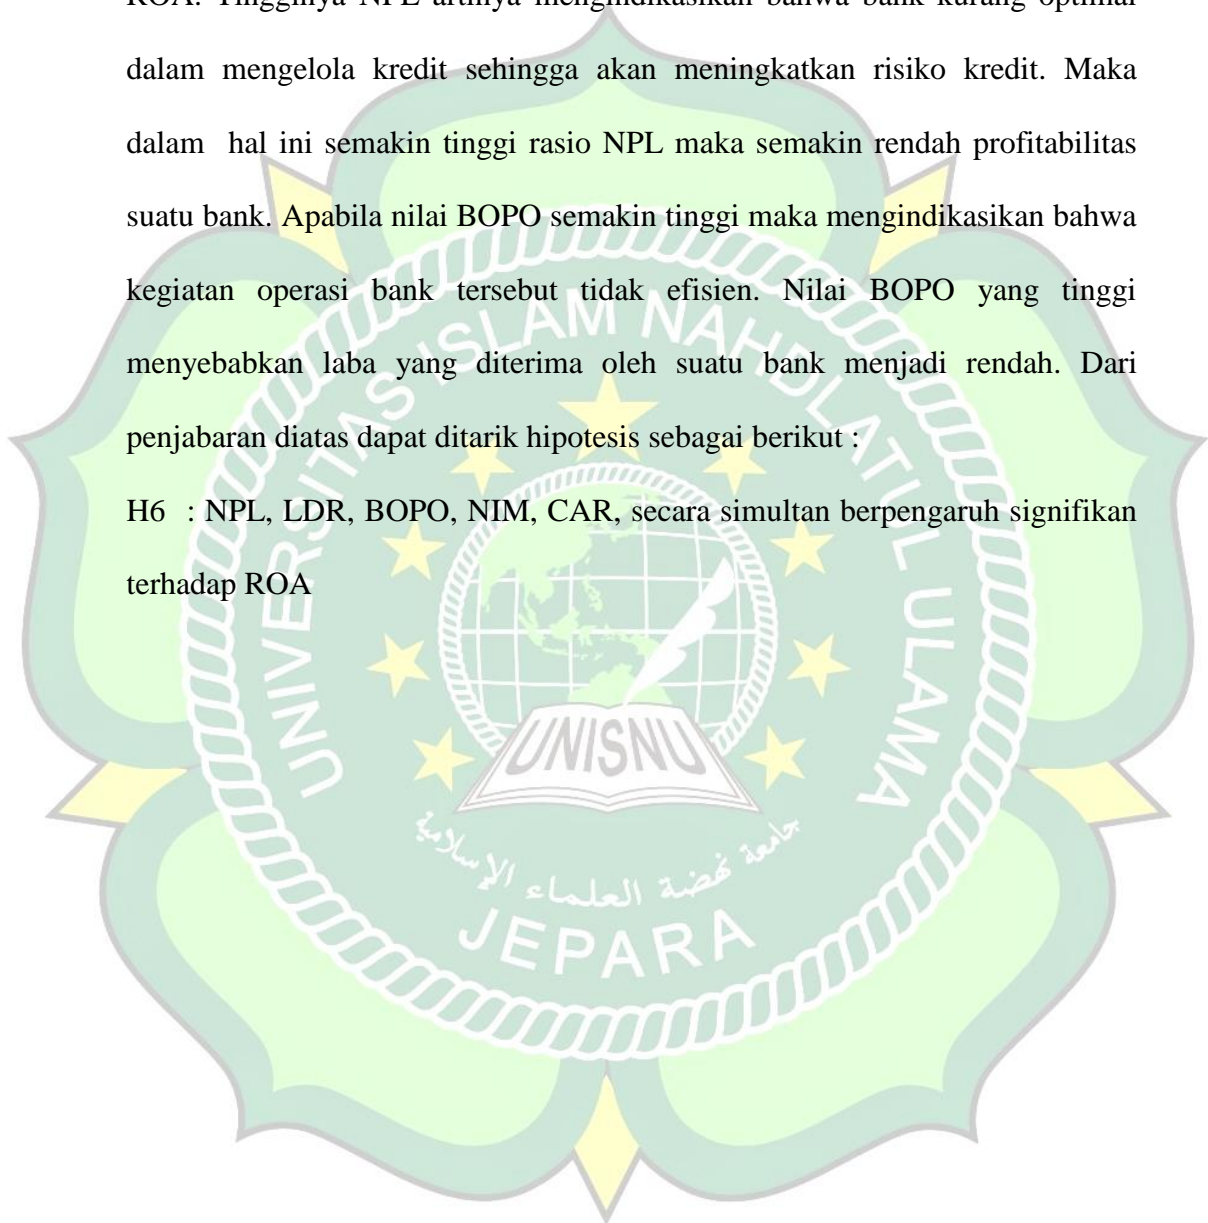 ROA. Tingginya NPL artinya mengindikasikan bahwa bank kurang optimal
dalam mengelola kredit sehingga akan meningkatkan risiko kredit. Maka
dalam hal ini semakin tinggi rasio NPL maka semakin rendah profitabilitas
suatu bank. Apabila nilai BOPO semakin tinggi maka mengindikasikan bahwa
kegiatan operasi bank tersebut tidak efisien. Nilai BOPO yang tinggi
menyebabkan laba yang diterima oleh suatu bank menjadi rendah. Dari
penjabaran diatas dapat ditarik hipotesis sebagai berikut :
H6 : NPL, LDR, BOPO, NIM, CAR, secara simultan berpengaruh signifikan
terhadap ROA
UNIVERSITAS ISLAM NAHDLATUL ULAMA
UNISNU
جامعة نهضة العلماء الإسلامية
JEPARA